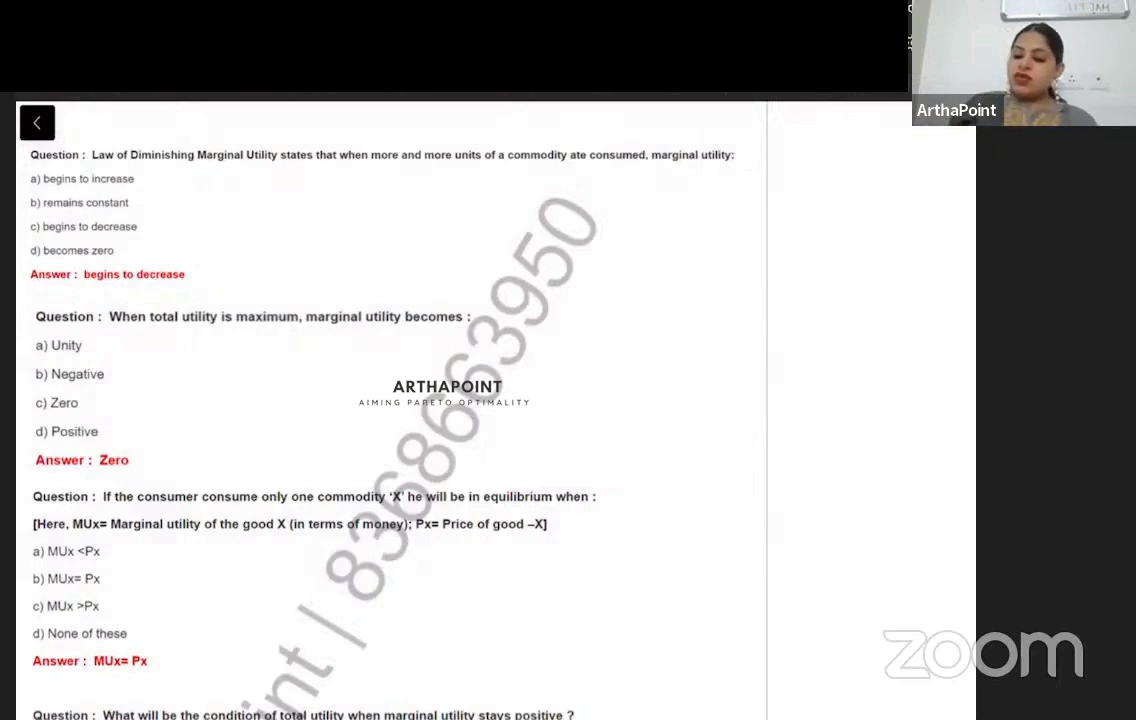 ArthaPoint
Question : Law of Diminishing Marginal Utility states that when more and more units of a commodity ate consumed, marginal utility:
a) begins to increase
b) remains constant
c) begins to decrease
d) becomes zero
Answer : begins to decrease
Question : When total utility is maximum, marginal utility becomes :
a) Unity
b) Negative
c) Zero
d) Positive
Answer : Zero
ARTHAPOINT
AIMING PARETO OPTIMALITY
Question : If the consumer consume only one commodity ‘X’ he will be in equilibrium when :
[Here, MUx= Marginal utility of the good X (in terms of money); Px= Price of good –X]
a) MUx <Px
b) MUx= Px
c) MUx >Px
d) None of these
Answer : MUx= Px
Question : What will be the condition of total utility when marginal utility stays positive ?
int | 8368663950
zoom